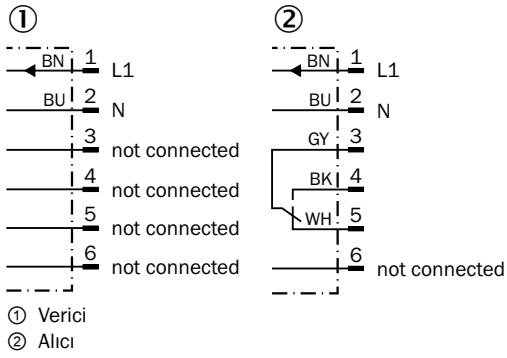 ① ②
BN 1 L1
BU 2 N
3 not connected
4 not connected
5 not connected
6 not connected
BN 1 L1
BU 2 N
GY 3
BK 4
WH 5
6 not connected
① Verici
② Alıcı